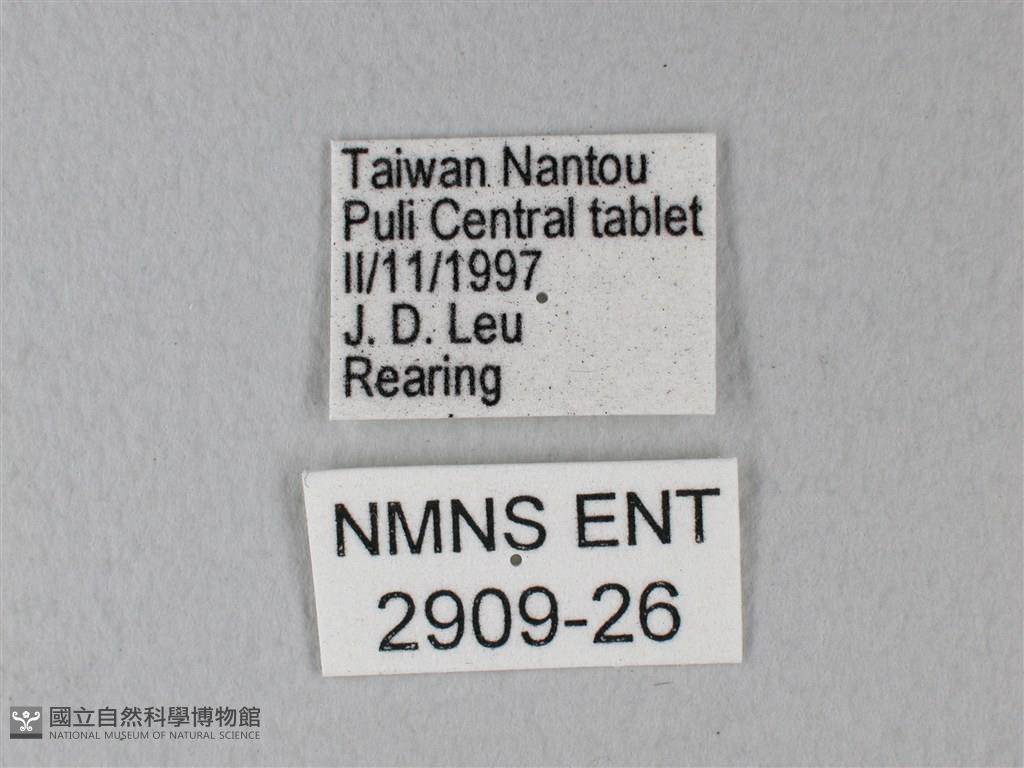 Taiwan Nantou
Puli Central tablet
II/11/1997
J. D. Leu
Rearing
NMNS ENT
2909-26
國立自然科學博物館
NATIONAL MUSEUM OF NATURAL SCIENCE